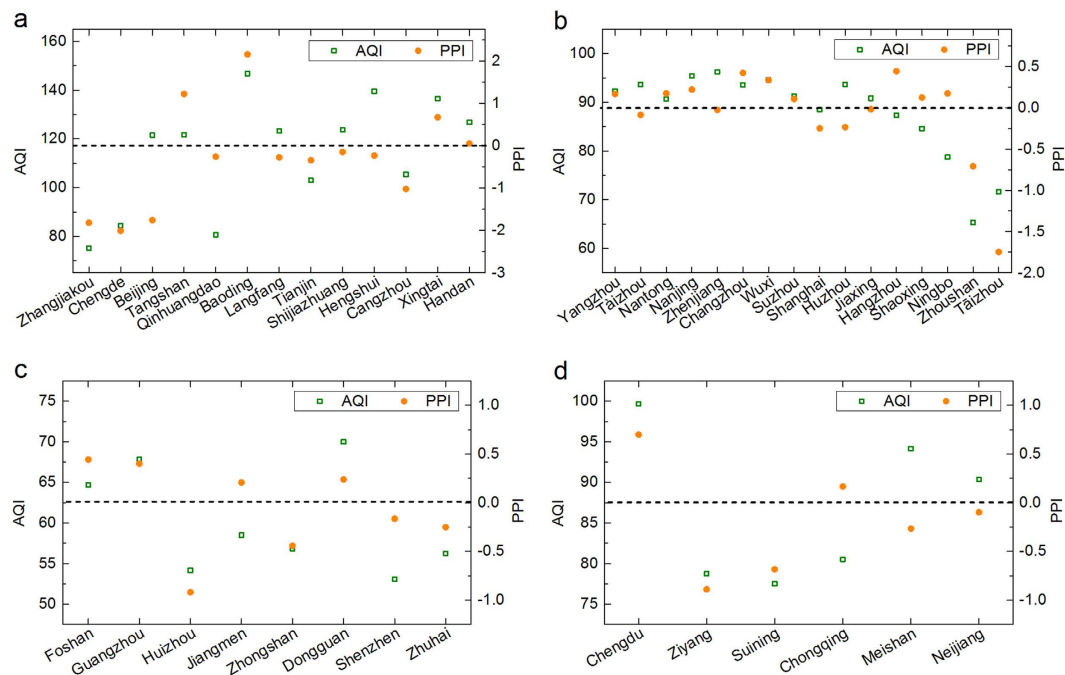 a
AQI PPI
160
140
120
100
80
AQI
2
1
0
-1
-2
-3
PPI
Zhangjiakou
Chengde
Beijing
Tangshan
Qinhuangdao
Baoding
Langfang
Tianjin
Shijiazhuang
Hengshui
Cangzhou
Xingtai
Handan
b
AQI PPI
100
90
80
70
60
AQI
0.5
0.0
-0.5
-1.0
-1.5
-2.0
PPI
Yangzhou
Tàizhou
Nantong
Nanjing
Zhenjiang
Changzhou
Wuxi
Suzhou
Shanghai
Huzhou
Jiaxing
Hangzhou
Shaoxing
Ningbo
Zhoushan
Tāizhou
c
AQI PPI
75
70
65
60
55
50
AQI
1.0
0.5
0.0
-0.5
-1.0
PPI
Foshan
Guangzhou
Huizhou
Jiangmen
Zhongshan
Dongguan
Shenzhen
Zhuhai
d
AQI PPI
100
95
90
85
80
75
AQI
1.0
0.5
0.0
-0.5
-1.0
PPI
Chengdu
Ziyang
Suining
Chongqing
Meishan
Neijiang